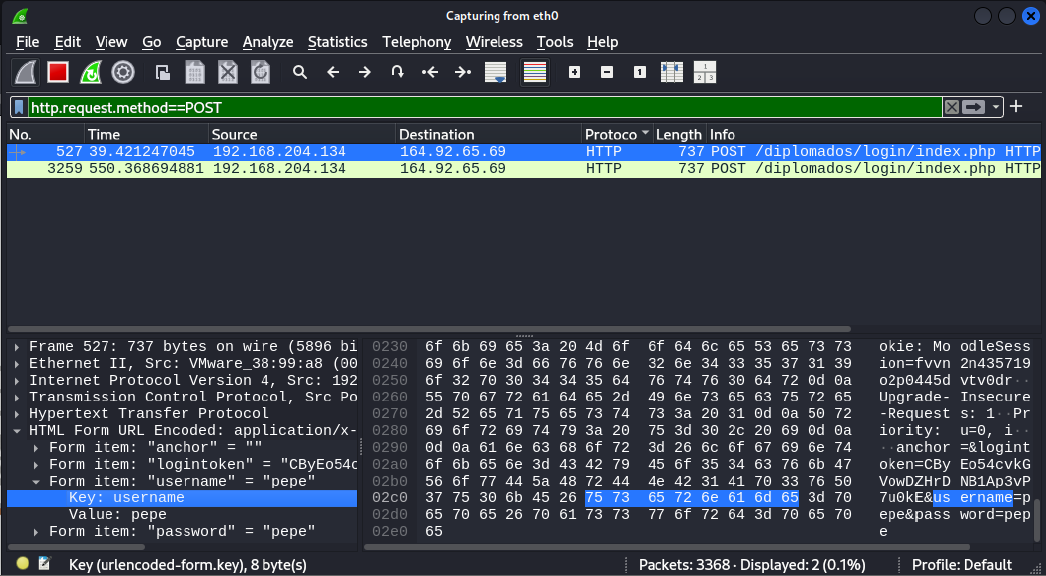 Capturing from eth0
File Edit View Go Capture Analyze Statistics Telephony Wireless Tools Help
http.request.method==POST
No. Time Source Destination Protoco Length Info
527 39.421247045 192.168.204.134 164.92.65.69 HTTP 737 POST /diplomados/login/index.php HTTP
3259 550.368694881 192.168.204.134 164.92.65.69 HTTP 737 POST /diplomados/login/index.php HTTP
Frame 527: 737 bytes on wire (5896 bi
Ethernet II, Src: VMware_38:99:a8 (00
Internet Protocol Version 4, Src: 192
Transmission Control Protocol, Src Po
Hypertext Transfer Protocol
HTML Form URL Encoded: application/x-
Form item: "anchor" = ""
Form item: "logintoken" = "CByEo54c
Form item: "username" = "pepe"
Key: username
Value: pepe
Form item: "password" = "pepe"
0230 6f 6b 69 65 3a 20 4d 6f 6f 64 6c 65 53 65 73 73 okie: Mo odleSess
0240 69 6f 6e 3d 66 76 76 6e 32 6e 34 33 35 37 31 39 ion=fvvn 2n435719
0250 6f 32 70 30 34 34 35 64 76 74 76 30 64 72 0d 0a o2p0445d vtv0dr··
0260 55 70 67 72 61 64 65 2d 49 6e 73 65 63 75 72 65 Upgrade- Insecure
0270 2d 52 65 71 75 65 73 74 73 3a 20 31 0d 0a 50 72 -Request s: 1··Pr
0280 69 6f 72 69 74 79 3a 20 75 3d 30 2c 20 69 0d 0a iority: u=0, i··
0290 0d 0a 61 6e 63 68 6f 72 3d 26 6c 6f 67 69 6e 74 ··anchor =&logint
02a0 6f 6b 65 6e 3d 43 42 79 45 6f 35 34 63 76 6b 47 oken=CBy Eo54cvkG
02b0 56 6f 77 44 5a 48 72 44 4e 42 31 41 70 33 76 50 VowDZHrD NB1Ap3vP
02c0 37 75 30 6b 45 26 75 73 65 72 6e 61 6d 65 3d 70 7u0kE&us ername=p
02d0 65 70 65 26 70 61 73 73 77 6f 72 64 3d 70 65 70 epe&pass word=pep
02e0 65 e
Key (urlencoded-form.key), 8 byte(s) Packets: 3368 · Displayed: 2 (0.1%) Profile: Default